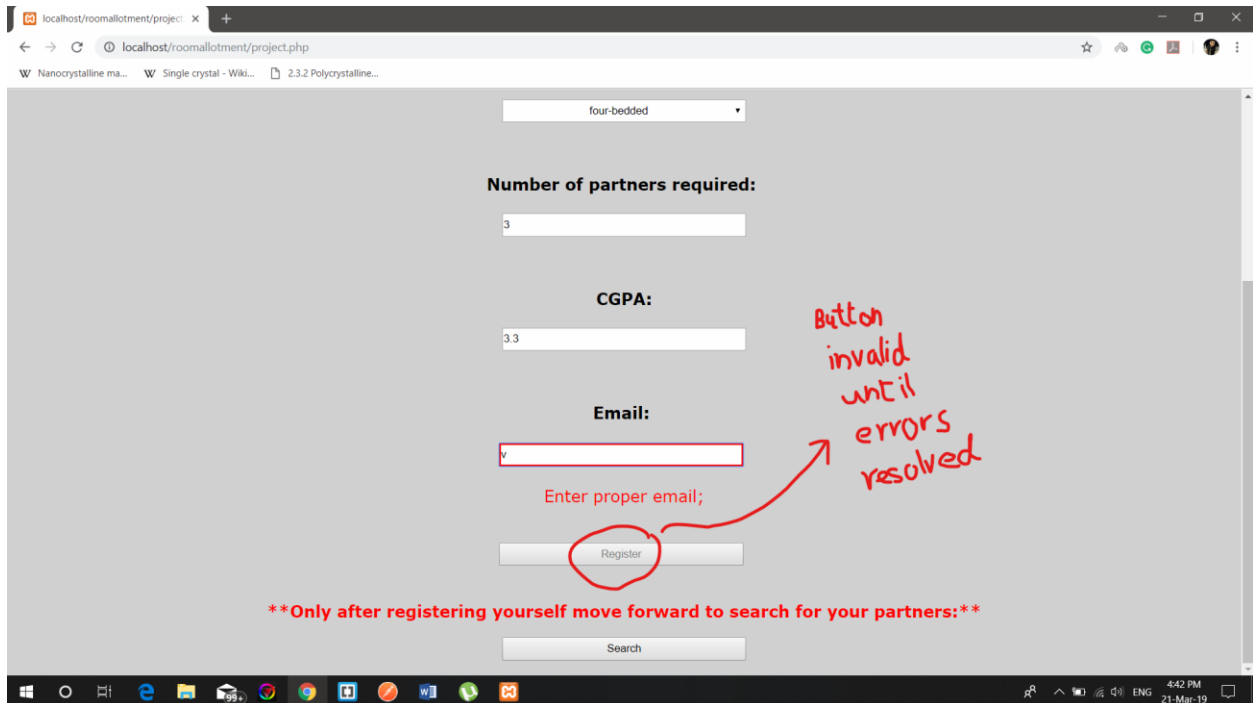 localhost/roomallotment/project
localhost/roomallotment/project.php
Nanocrystalline ma...
Single crystal - Wiki...
2.3.2 Polycrystalline...
four-bedded
Number of partners required:
3
CGPA:
3.3
Email:
v
Enter proper email;
Register
Button
invalid
until
errors
resolved
**Only after registering yourself move forward to search for your partners:**
Search
99+
ENG
4:42 PM
21-Mar-19